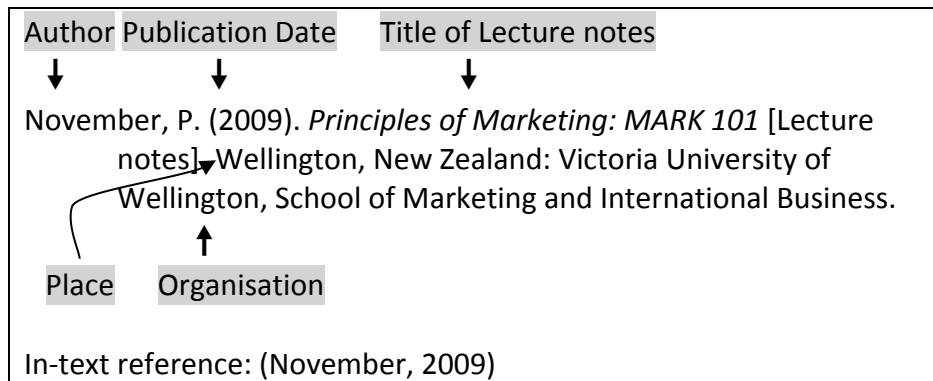 Author Publication Date Title of Lecture notes
November, P. (2009). Principles of Marketing: MARK 101 [Lecture
notes]. Wellington, New Zealand: Victoria University of
Wellington, School of Marketing and International Business.
Place Organisation
In-text reference: (November, 2009)